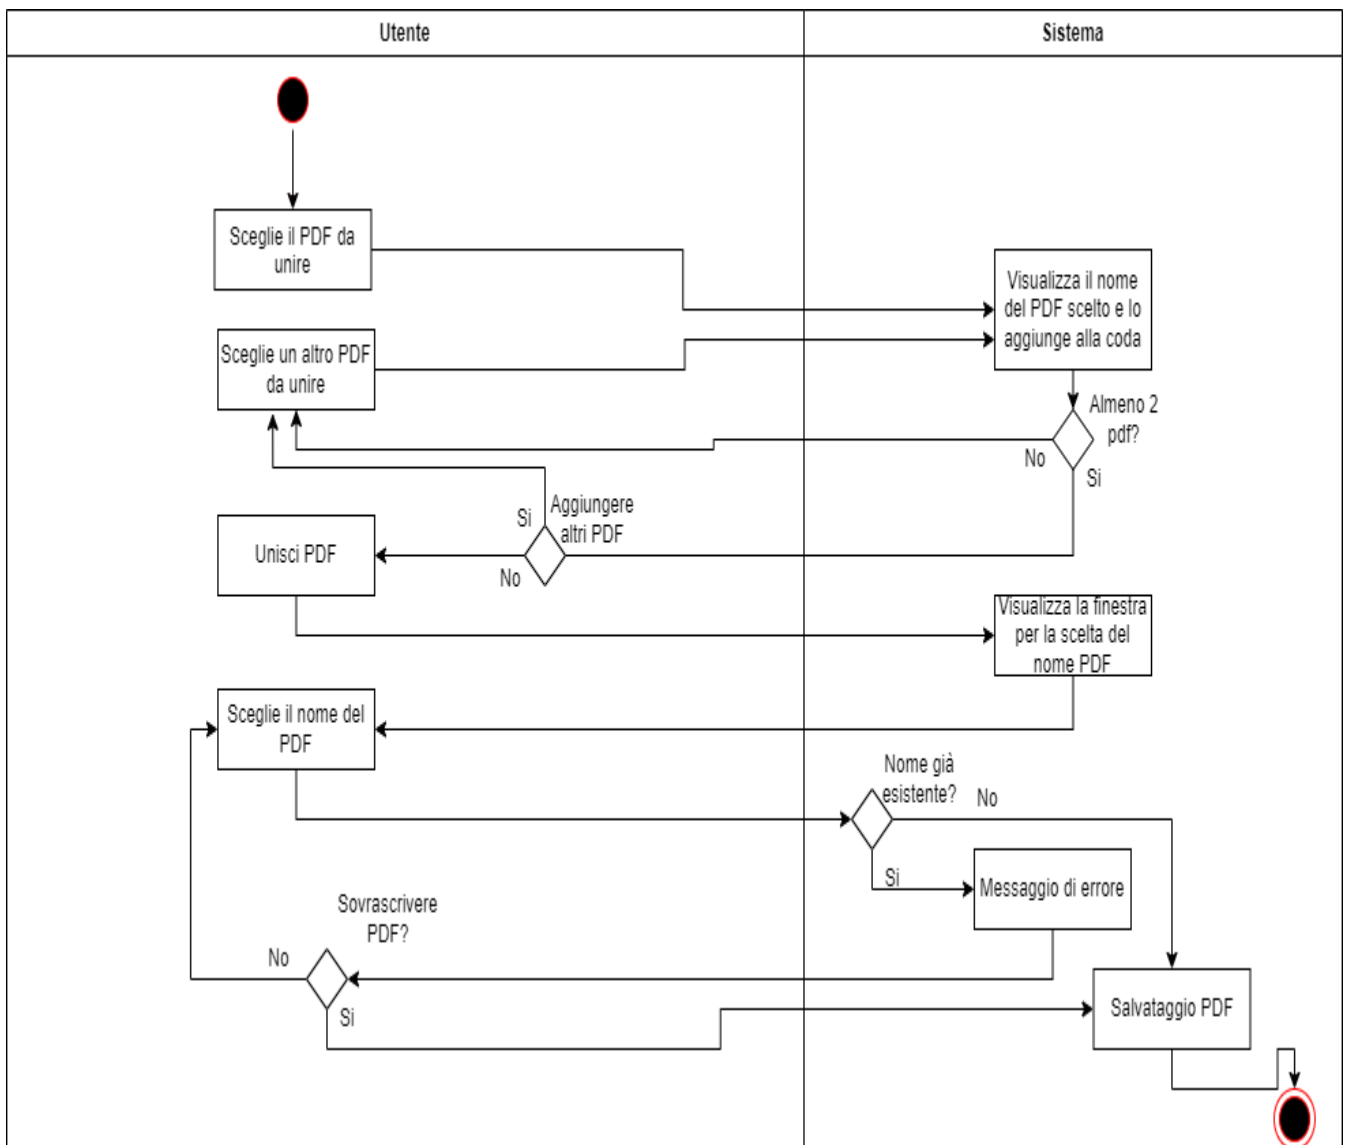 Utente
Sistema
Sceglie il PDF da
unire
Visualizza il nome
del PDF scelto e lo
aggiunge alla coda
Sceglie un altro PDF
da unire
Almeno 2
pdf?
No
Si
Aggiungere
altri PDF
Si
No
Unisci PDF
Visualizza la finestra
per la scelta del
nome PDF
Sceglie il nome del
PDF
Nome già
esistente?
No
Si
Messaggio di errore
Sovrascrivere
PDF?
No
Si
Salvataggio PDF